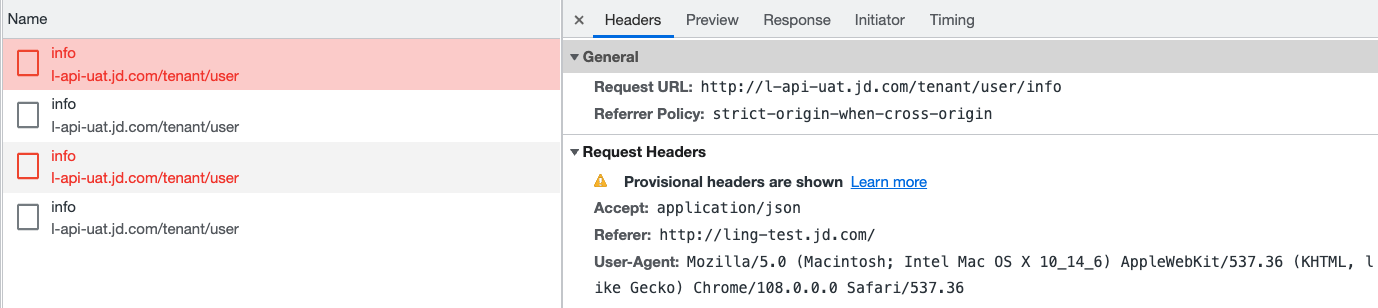 Name
info
l-api-uat.jd.com/tenant/user
info
l-api-uat.jd.com/tenant/user
info
l-api-uat.jd.com/tenant/user
info
l-api-uat.jd.com/tenant/user
× Headers Preview Response Initiator Timing
▼ General
Request URL: http://l-api-uat.jd.com/tenant/user/info
Referrer Policy: strict-origin-when-cross-origin
▼ Request Headers
Provisional headers are shown Learn more
Accept: application/json
Referer: http://ling-test.jd.com/
User-Agent: Mozilla/5.0 (Macintosh; Intel Mac OS X 10_14_6) AppleWebKit/537.36 (KHTML, l
ike Gecko) Chrome/108.0.0.0 Safari/537.36